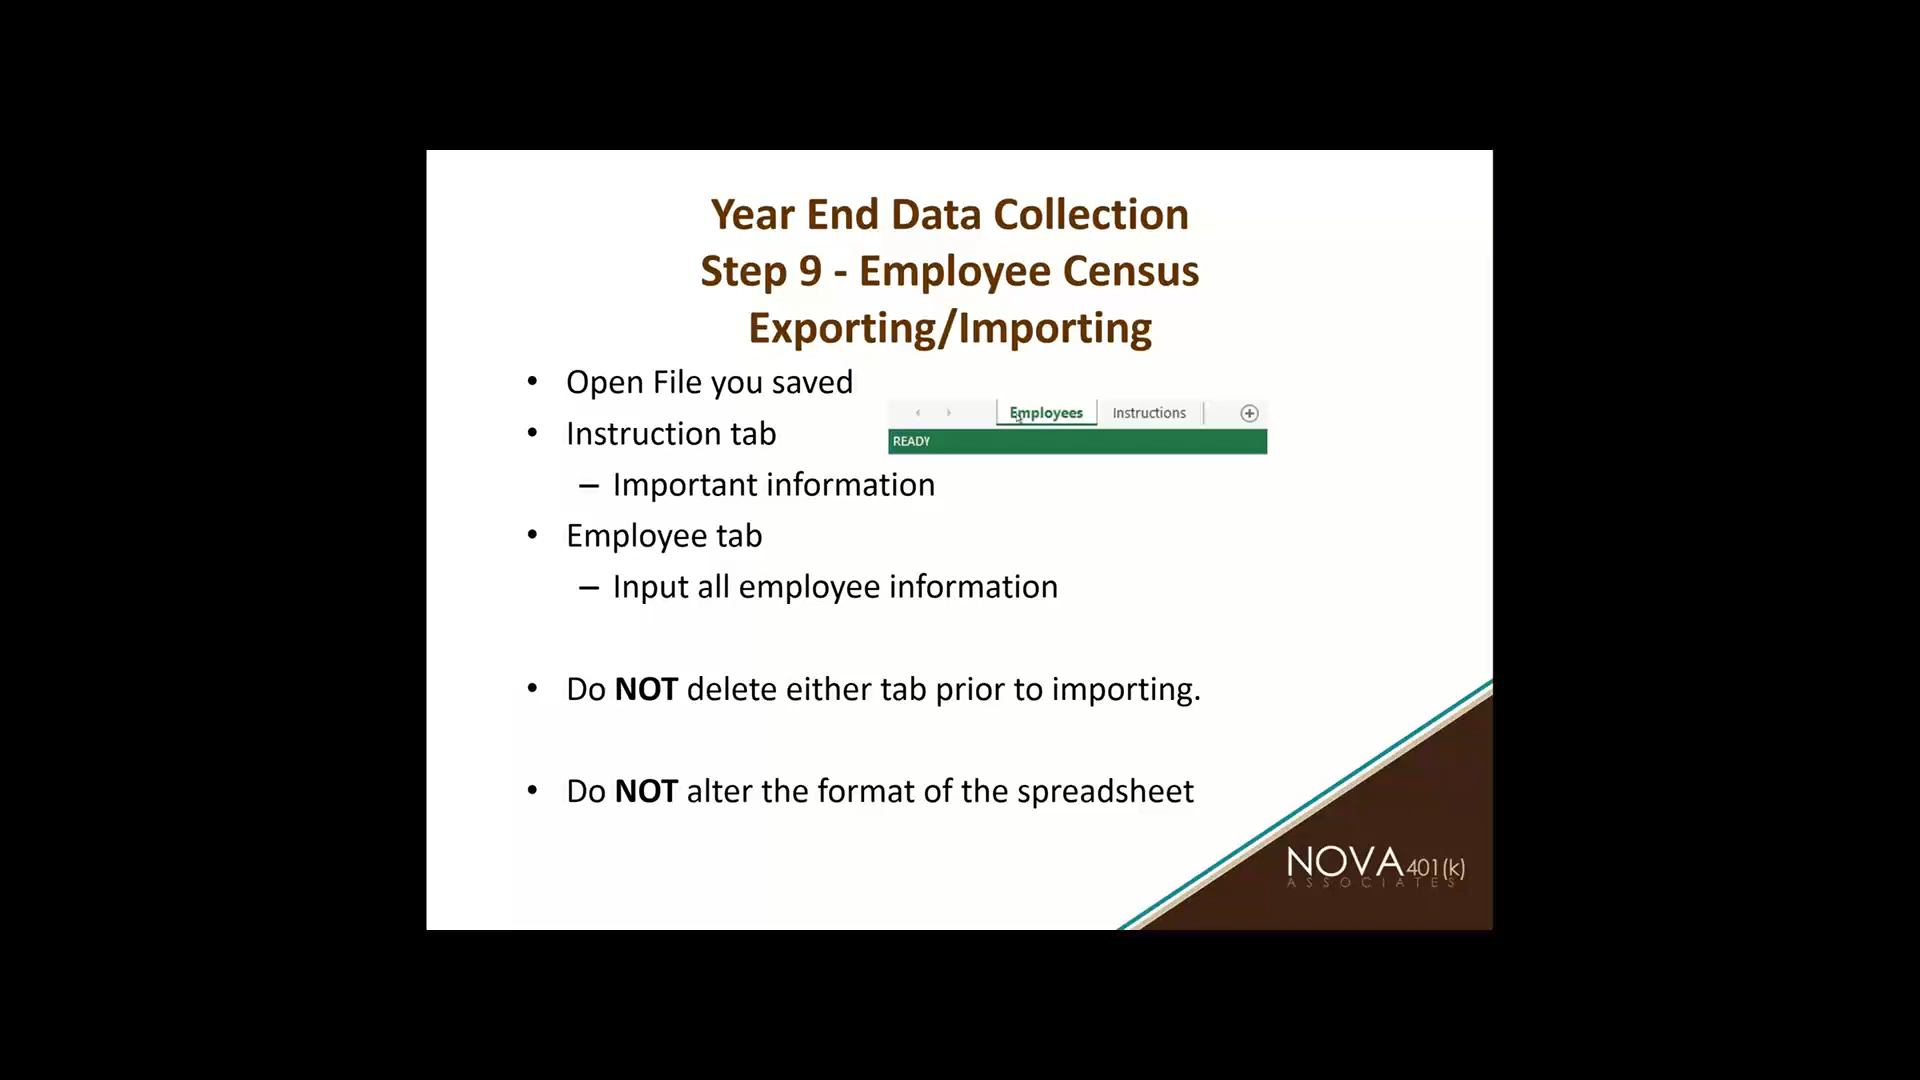 Year End Data Collection
Step 9 - Employee Census
Exporting/Importing
• Open File you saved
• Instruction tab
– Important information
• Employee tab
– Input all employee information
• Do NOT delete either tab prior to importing.
• Do NOT alter the format of the spreadsheet
Employees Instructions
READY
NOVA 401(k)
ASSOCIATES